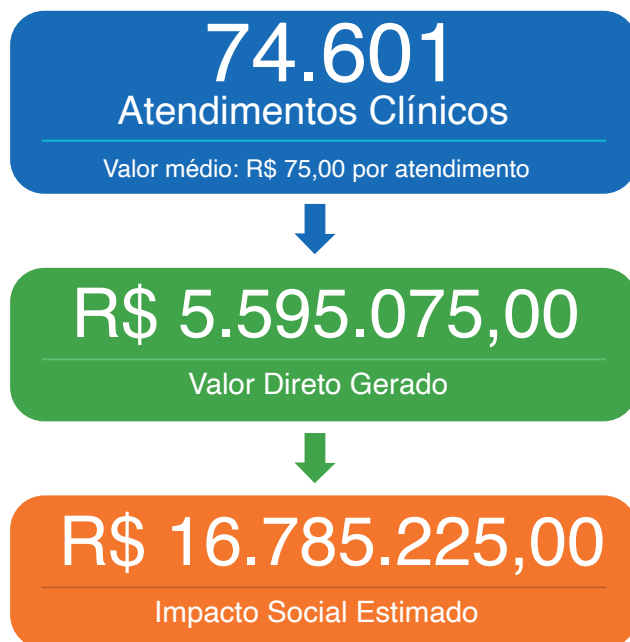 74.601
Atendimentos Clínicos
Valor médio: R$ 75,00 por atendimento
R$ 5.595.075,00
Valor Direto Gerado
R$ 16.785.225,00
Impacto Social Estimado